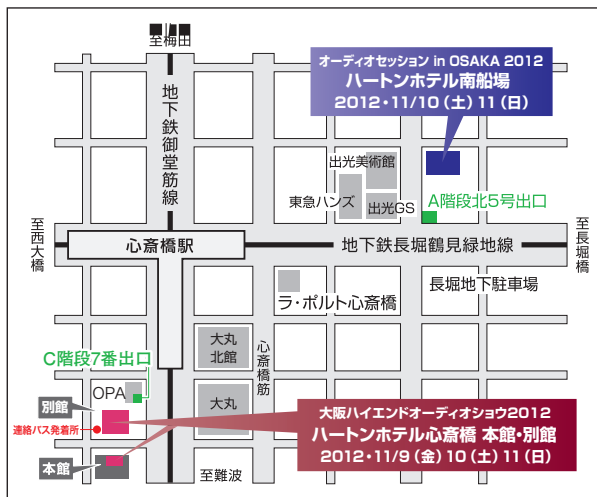 至梅田
オーディオセッション in OSAKA 2012
ハートンホテル南船場
2012・11/10（土）11（日）
地下鉄御堂筋線
出光美術館
東急ハンズ
出光GS
A階段北5号出口
至西大橋
心斎橋駅
地下鉄長堀鶴見緑地線
至長堀橋
長堀地下駐車場
ラ・ポルト心斎橋
大丸
北館
心斎橋筋
C階段7番出口
OPA
大丸
別館
連絡バス発着所
本館
大阪ハイエンドオーディオショウ2012
ハートンホテル心斎橋 本館・別館
2012・11/9（金）10（土）11（日）
至難波